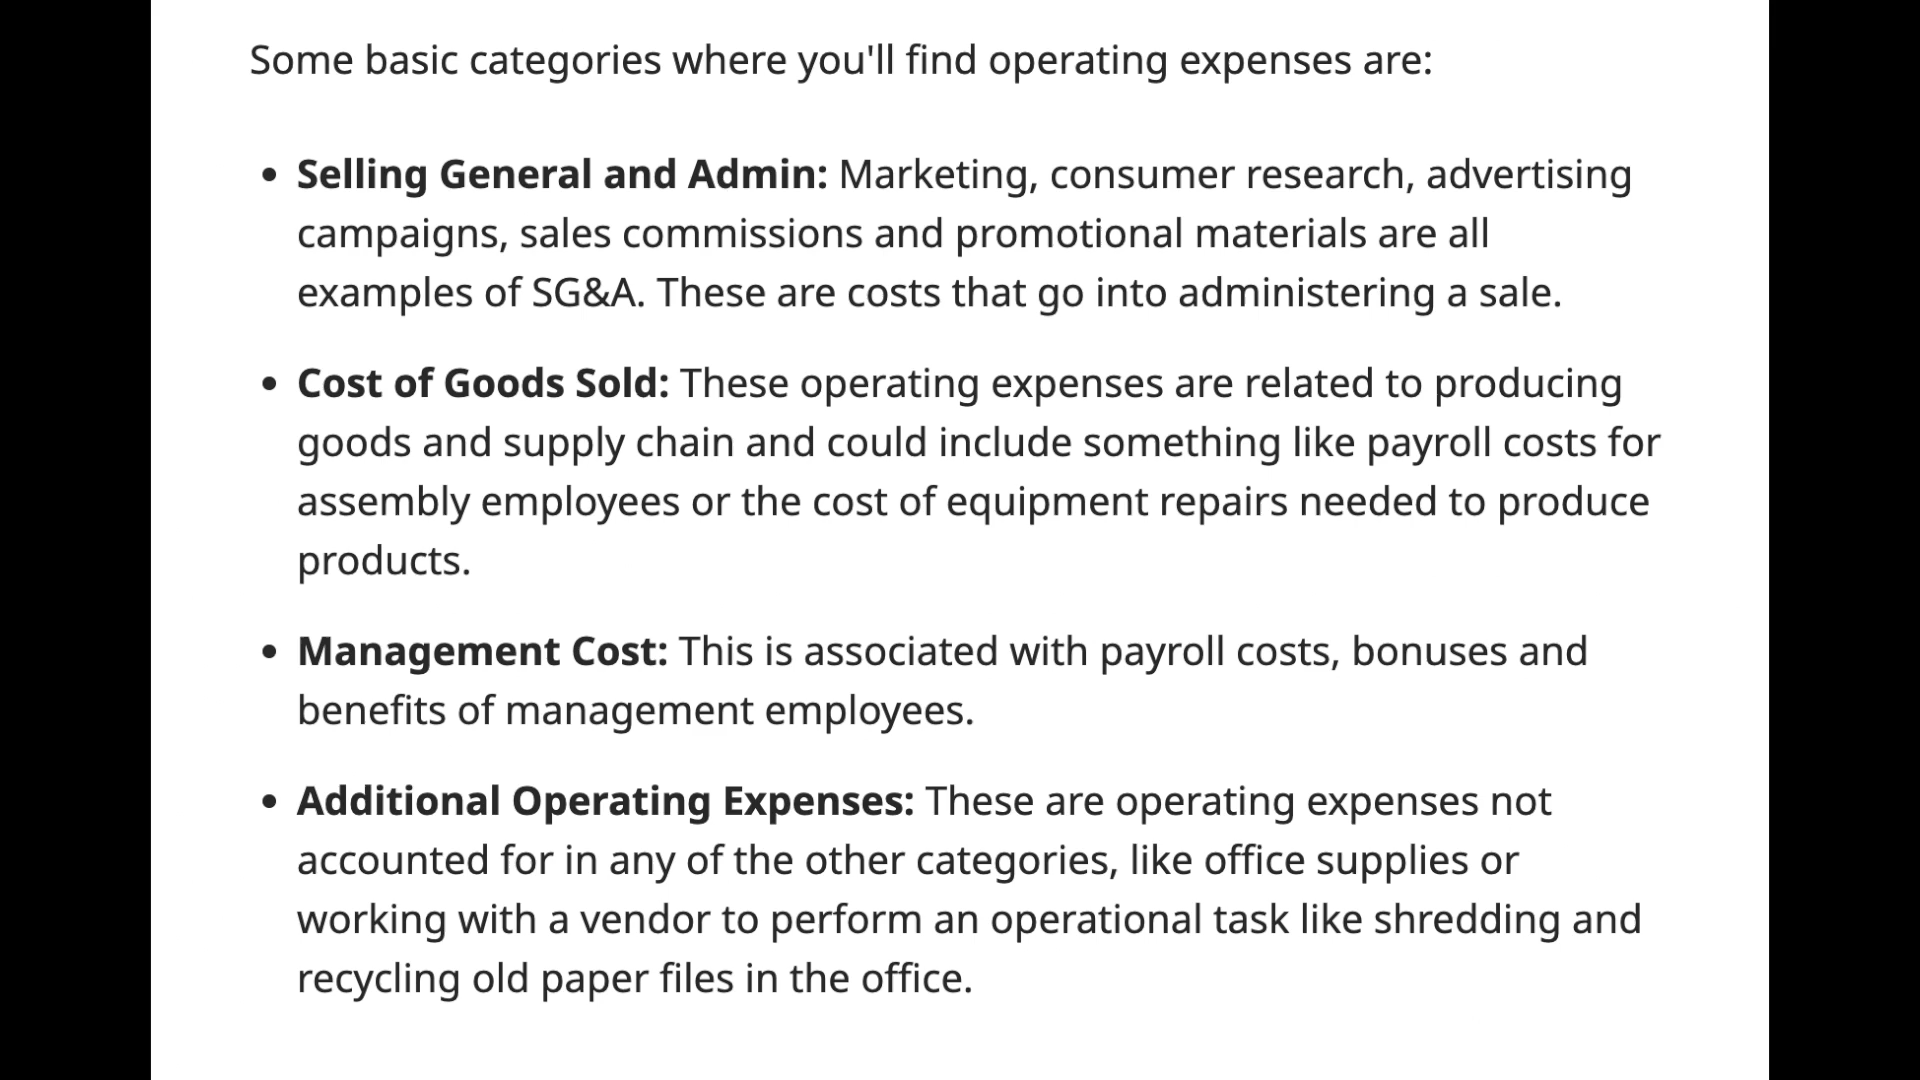 Some basic categories where you'll find operating expenses are:
• Selling General and Admin: Marketing, consumer research, advertising
campaigns, sales commissions and promotional materials are all
examples of SG&A. These are costs that go into administering a sale.
• Cost of Goods Sold: These operating expenses are related to producing
goods and supply chain and could include something like payroll costs for
assembly employees or the cost of equipment repairs needed to produce
products.
• Management Cost: This is associated with payroll costs, bonuses and
benefits of management employees.
• Additional Operating Expenses: These are operating expenses not
accounted for in any of the other categories, like office supplies or
working with a vendor to perform an operational task like shredding and
recycling old paper files in the office.